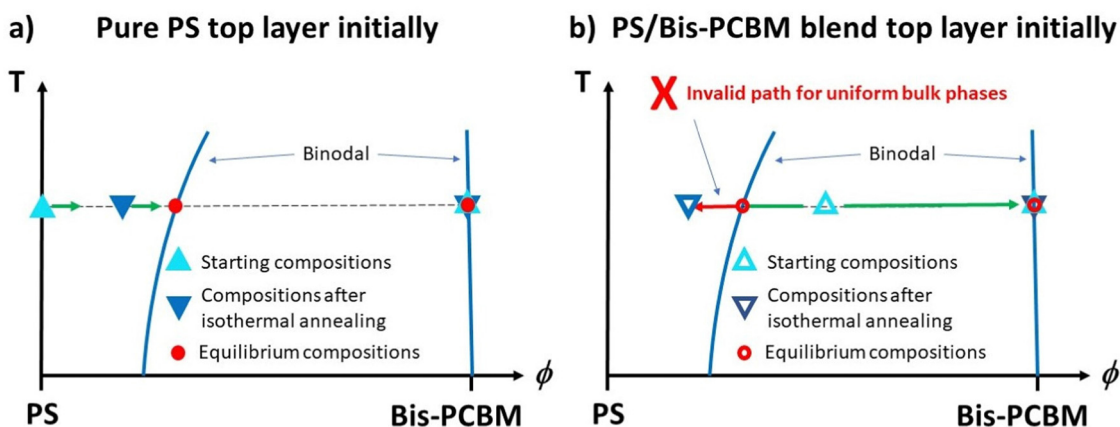 a) Pure PS top layer initially
T
Binodal
Starting compositions
Compositions after
isothermal annealing
Equilibrium compositions
ϕ
PS
Bis-PCBM
b) PS/Bis-PCBM blend top layer initially
T
X Invalid path for uniform bulk phases
Binodal
Starting compositions
Compositions after
isothermal annealing
Equilibrium compositions
ϕ
PS
Bis-PCBM